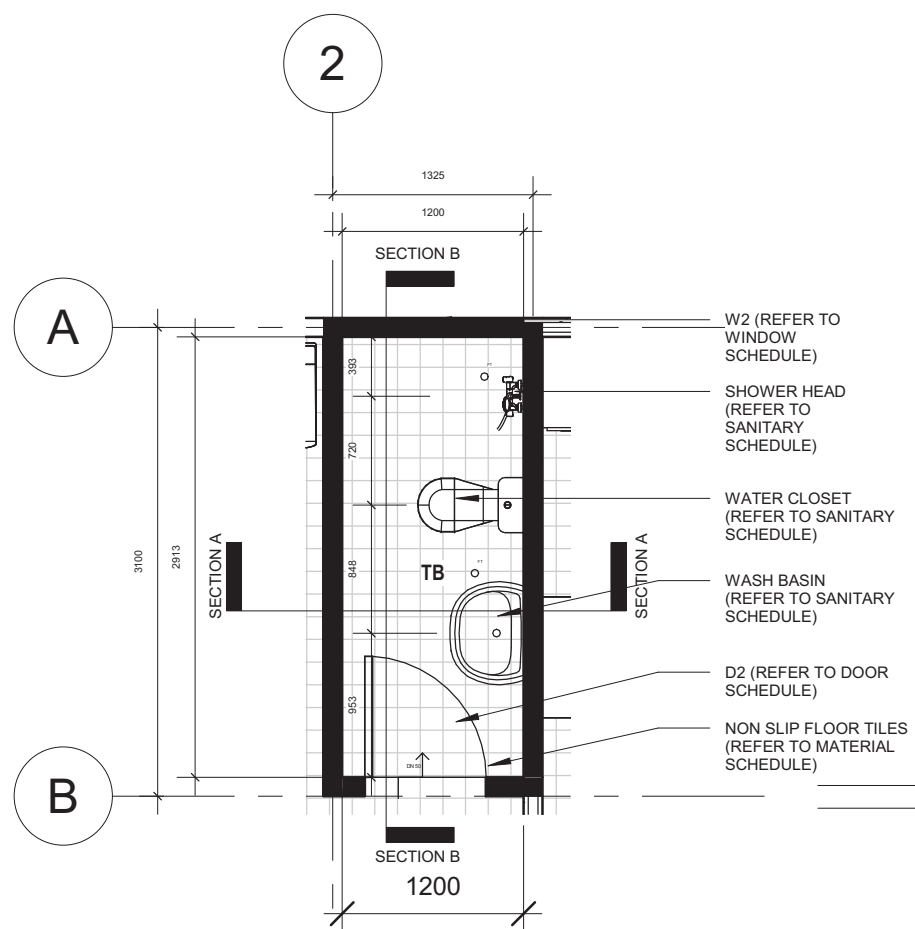 2
1325
1200
SECTION B
A
W2 (REFER TO
WINDOW
SCHEDULE)
393
FT
SHOWER HEAD
(REFER TO
SANITARY
SCHEDULE)
720
WATER CLOSET
(REFER TO SANITARY
SCHEDULE)
3100
2913
SECTION A
848
TB
FT
SECTION A
WASH BASIN
(REFER TO SANITARY
SCHEDULE)
953
D2 (REFER TO DOOR
SCHEDULE)
NON SLIP FLOOR TILES
(REFER TO MATERIAL
SCHEDULE)
DN 50
B
SECTION B
1200